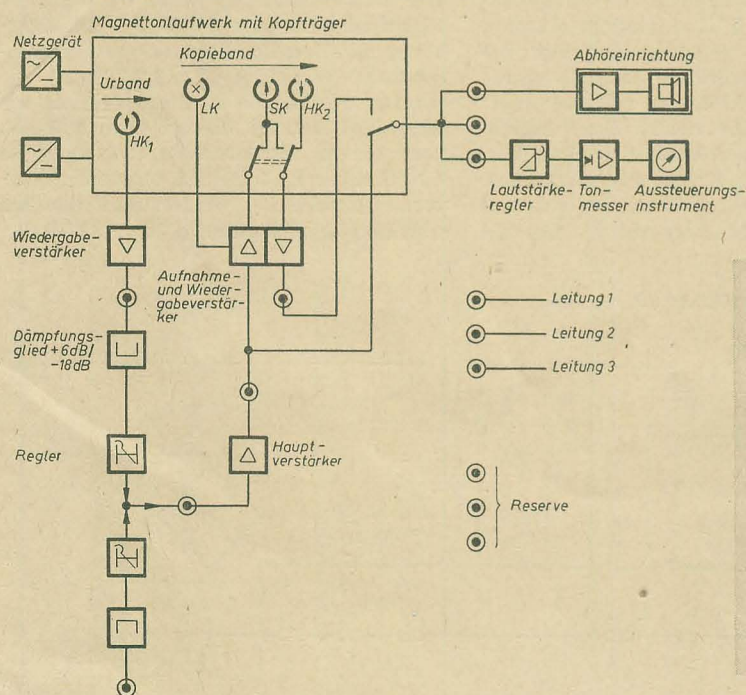 Magnettonlaufwerk mit Kopfträger
Netzgerät
Kopieband
Urband
LK
SK
HK2
HK1
Abhöreinrichtung
Lautstärke-
regler
Ton-
messer
Aussteuerungs-
instrument
Wiedergabe-
verstärker
Aufnahme-
und Wieder-
gabeverstär-
ker
Dämpfungs-
glied +6dB/
-18dB
Leitung 1
Leitung 2
Leitung 3
Regler
Haupt-
verstärker
Reserve